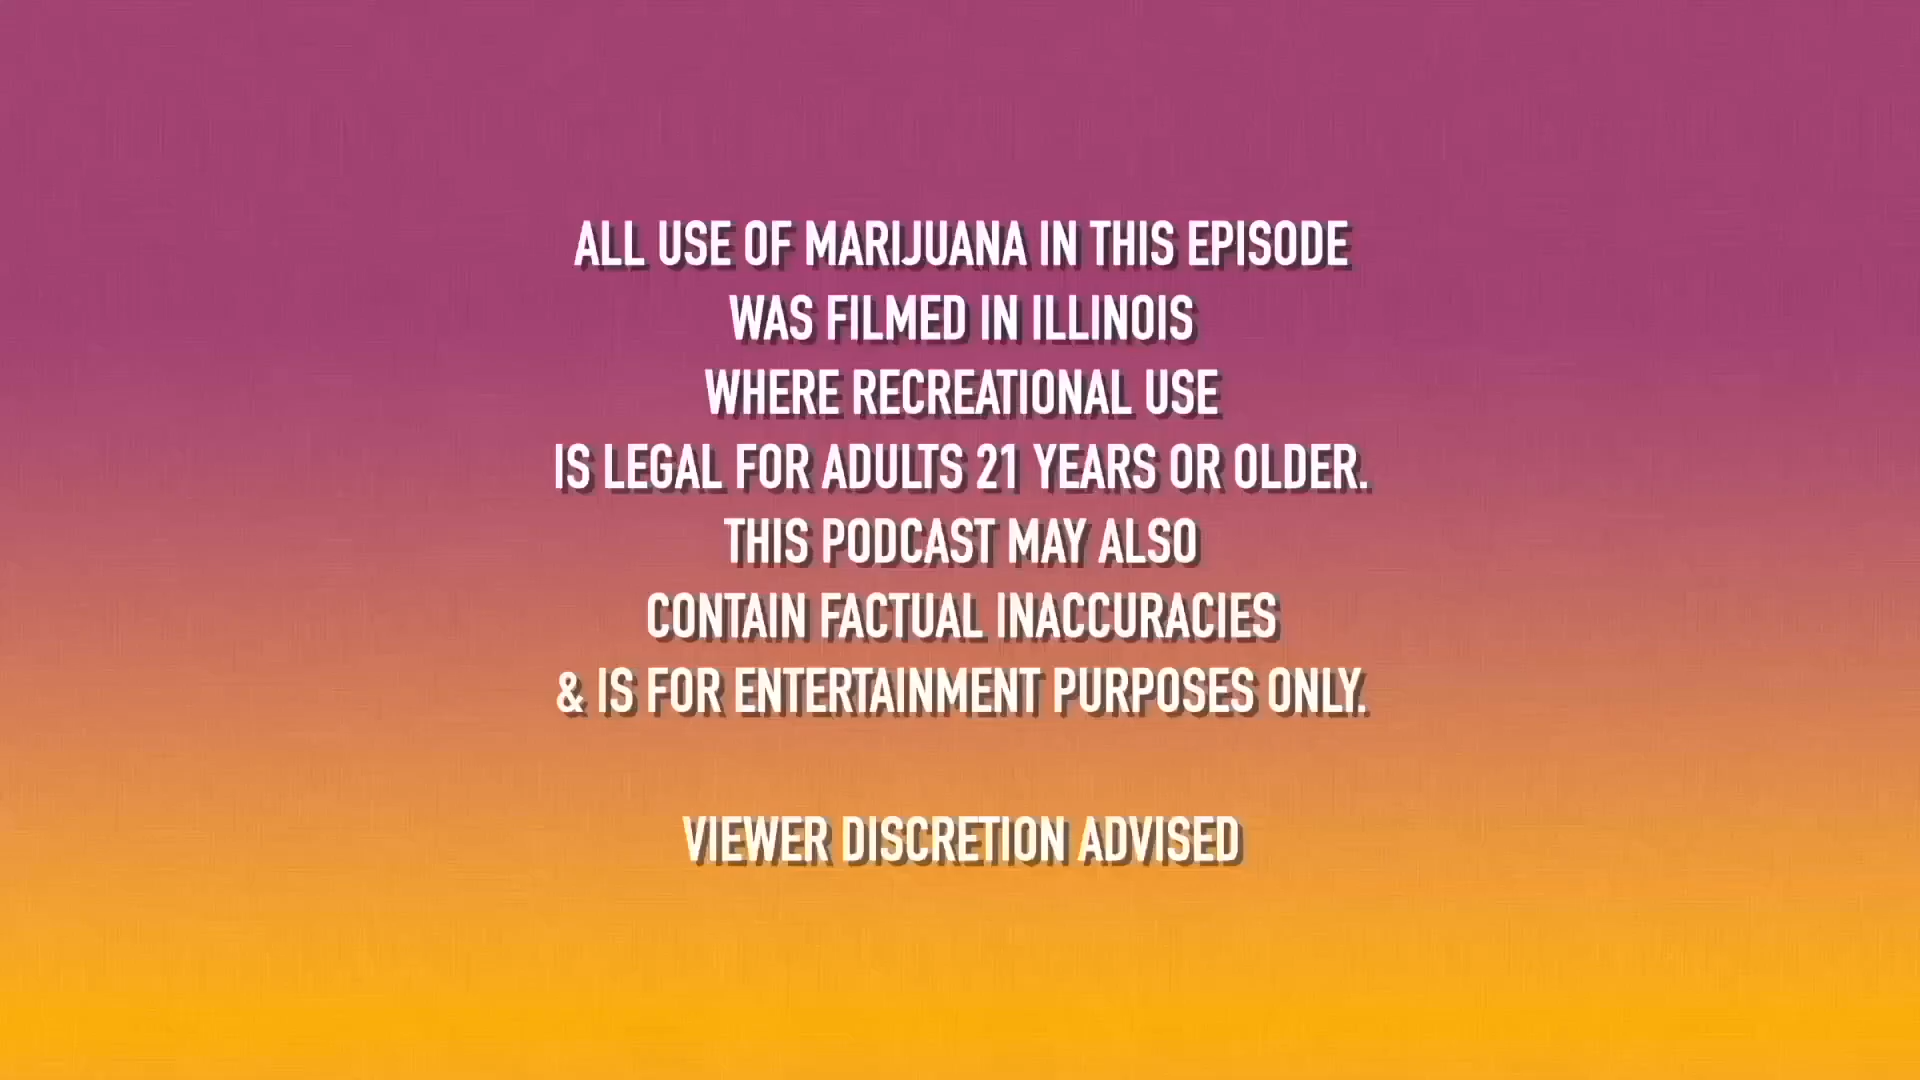 ALL USE OF MARIJUANA IN THIS EPISODE
WAS FILMED IN ILLINOIS
WHERE RECREATIONAL USE
IS LEGAL FOR ADULTS 21 YEARS OR OLDER.
THIS PODCAST MAY ALSO
CONTAIN FACTUAL INACCURACIES
& IS FOR ENTERTAINMENT PURPOSES ONLY.
VIEWER DISCRETION ADVISED